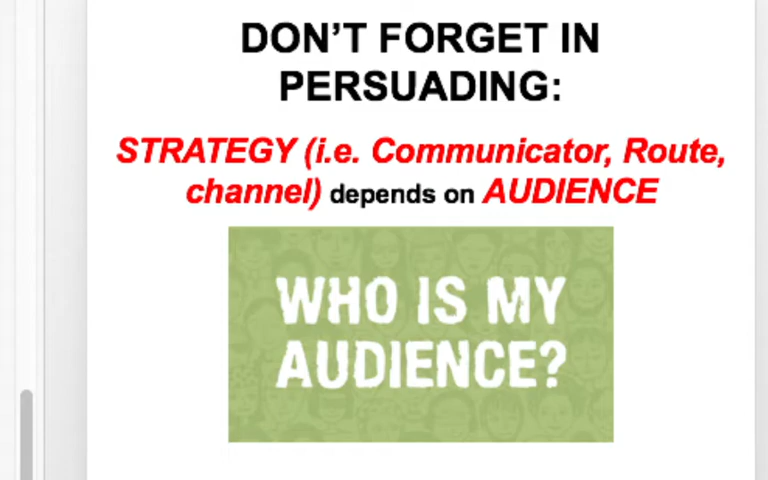 DON’T FORGET IN
PERSUADING:
STRATEGY (i.e. Communicator, Route,
channel) depends on AUDIENCE
WHO IS MY
AUDIENCE?